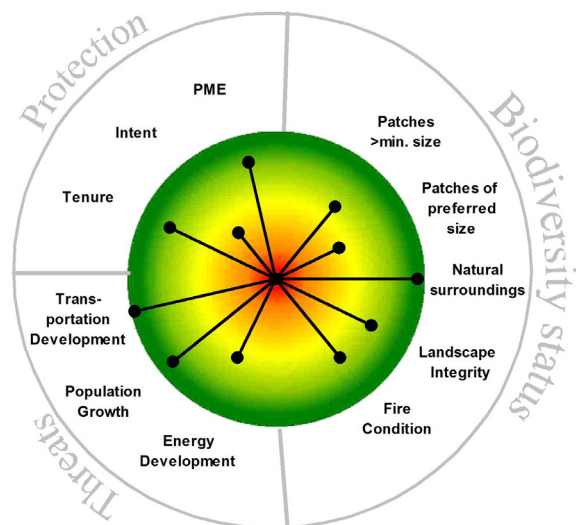 Protection
PME
Intent
Tenure
Biodiversity status
Patches
>min. size
Patches of
preferred
size
Natural
surroundings
Landscape
Integrity
Fire
Condition
Threats
Trans-
portation
Development
Population
Growth
Energy
Development